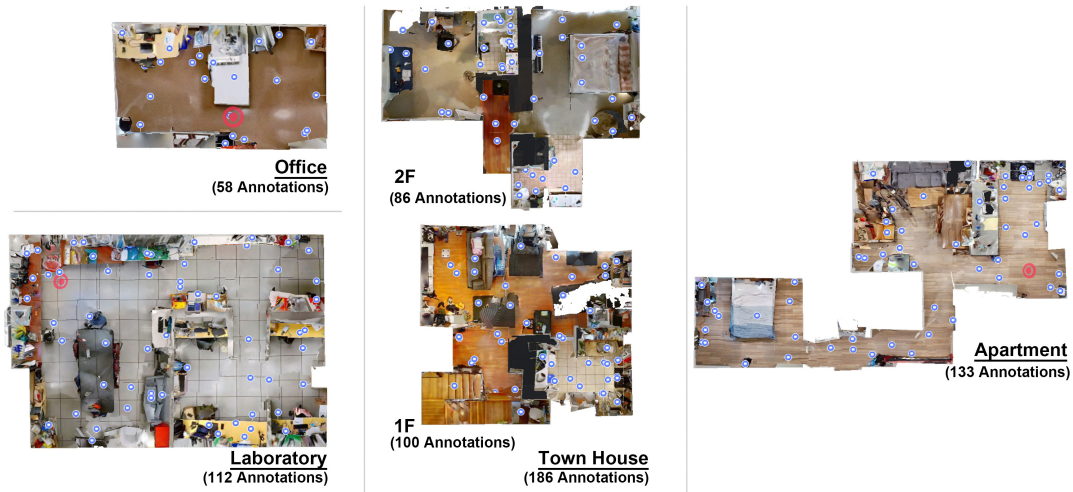 Office
(58 Annotations)
Laboratory
(112 Annotations)
2F
(86 Annotations)
1F
(100 Annotations)
Town House
(186 Annotations)
Apartment
(133 Annotations)